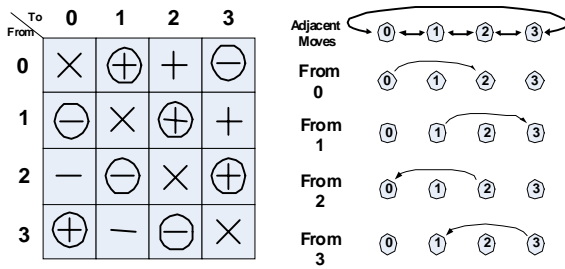 To
From
0 1 2 3
0 × ⊕ + ⊖
1 ⊖ × ⊕ +
2 − ⊖ × ⊕
3 ⊕ − ⊖ ×
Adjacent
Moves
0 1 2 3
From
0
0 1 2 3
From
1
0 1 2 3
From
2
0 1 2 3
From
3
0 1 2 3